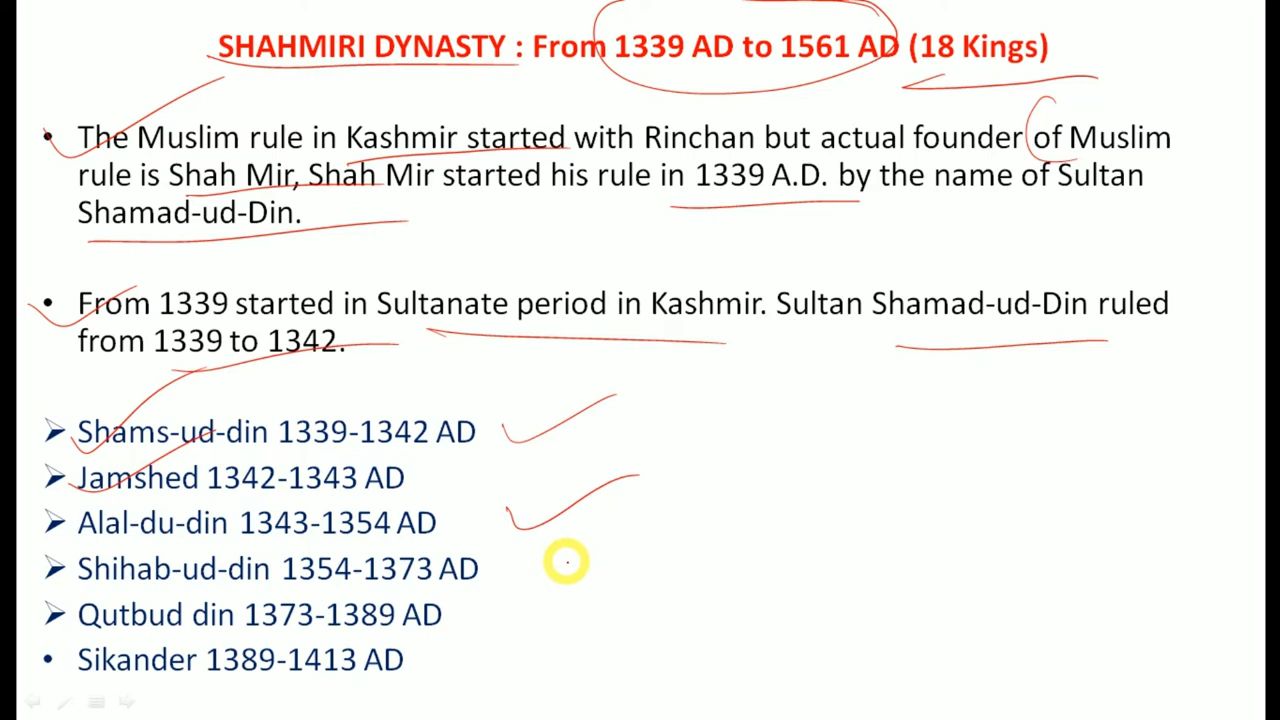 SHAHMIRI DYNASTY : From 1339 AD to 1561 AD (18 Kings)
• The Muslim rule in Kashmir started with Rinchan but actual founder of Muslim
rule is Shah Mir, Shah Mir started his rule in 1339 A.D. by the name of Sultan
Shamad-ud-Din.
• From 1339 started in Sultanate period in Kashmir. Sultan Shamad-ud-Din ruled
from 1339 to 1342.
➢ Shams-ud-din 1339-1342 AD
➢ Jamshed 1342-1343 AD
➢ Alal-du-din 1343-1354 AD
➢ Shihab-ud-din 1354-1373 AD
➢ Qutbud din 1373-1389 AD
• Sikander 1389-1413 AD